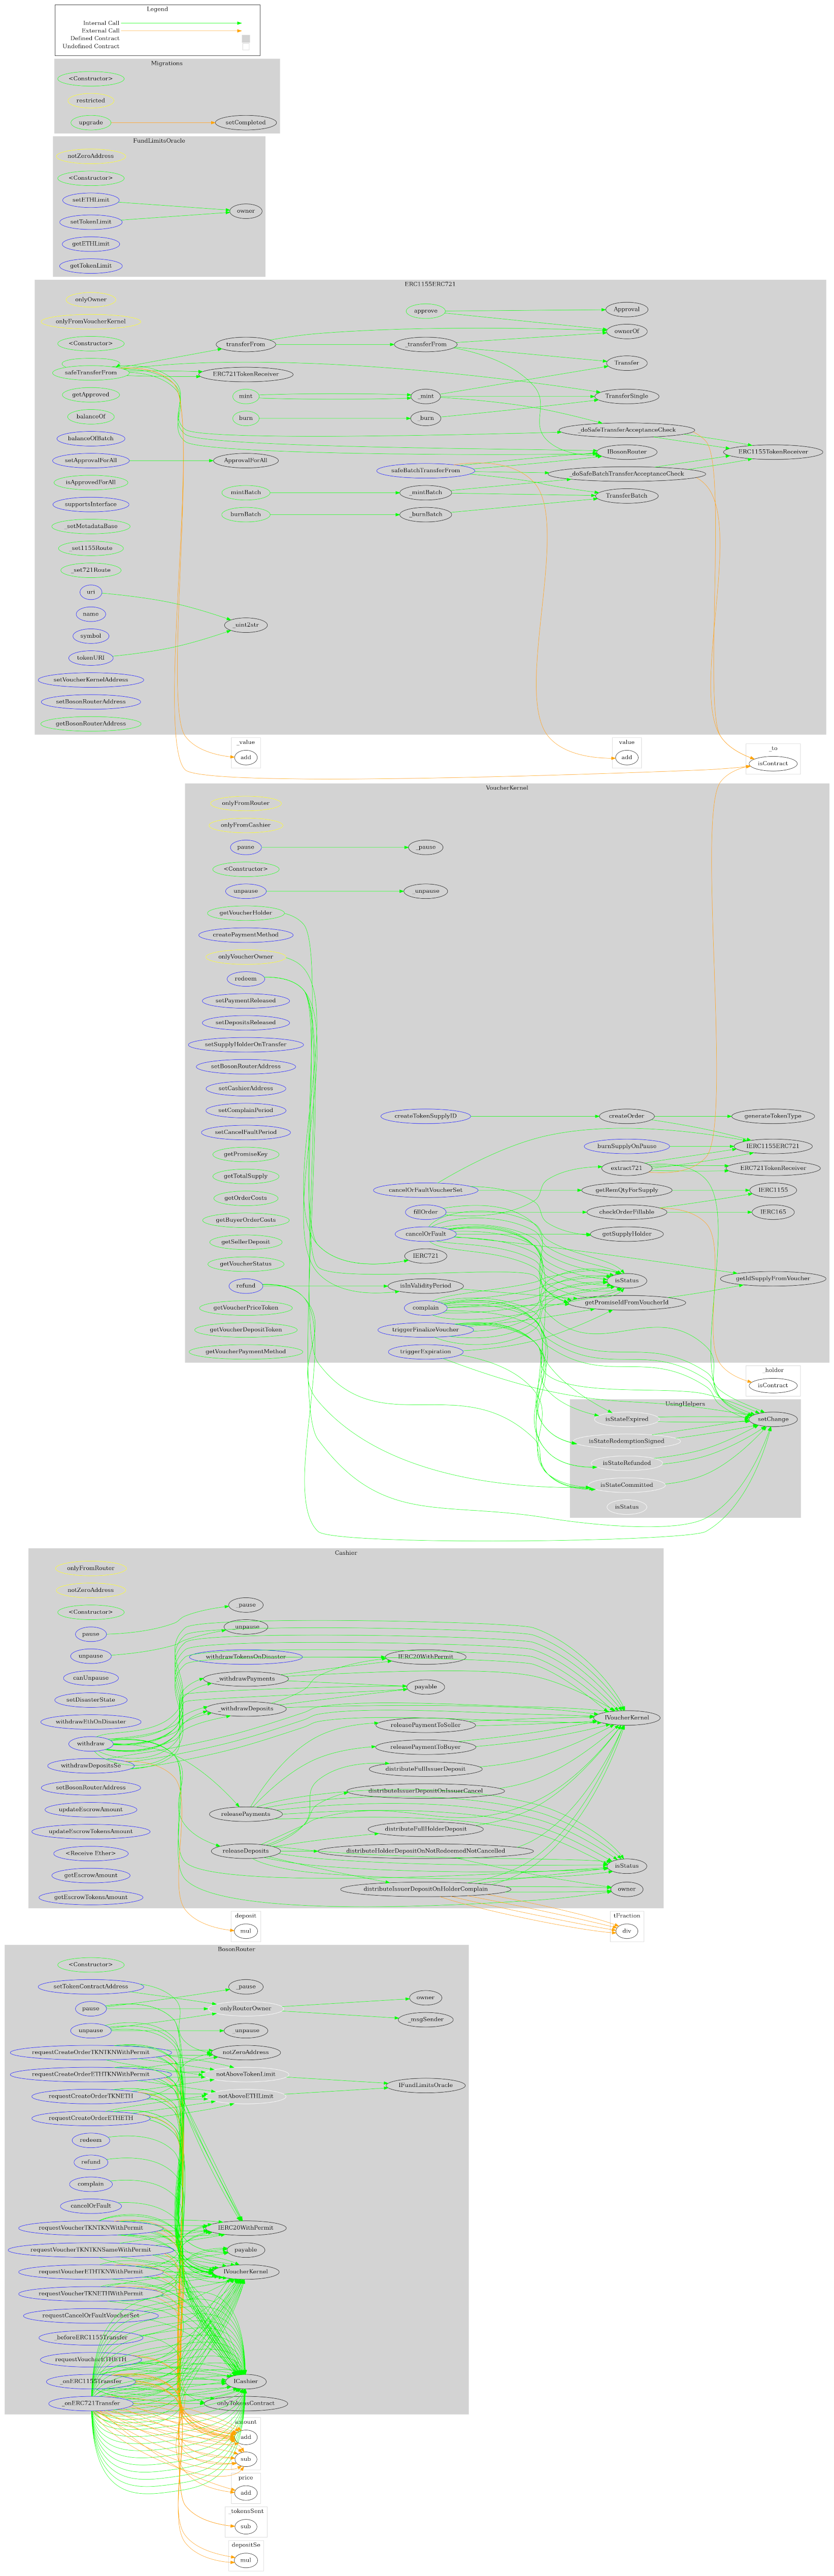 Legend
Internal Call
External Call
Defined Contract
Undefined Contract
Migrations
<Constructor>
restricted
upgrade
setCompleted
FundLimitsOracle
notZeroAddress
<Constructor>
setETHLimit
setTokenLimit
getETHLimit
getTokenLimit
owner
ERC1155ERC721
onlyOwner
onlyFromVoucherKernel
<Constructor>
safeTransferFrom
getApproved
balanceOf
balanceOfBatch
setApprovalForAll
isApprovedForAll
supportsInterface
_setMetadataBase
_set1155Route
_set721Route
uri
name
symbol
tokenURI
setVoucherKernelAddress
setBosonRouterAddress
getBosonRouterAddress
transferFrom
ERC721TokenReceiver
mint
burn
ApprovalForAll
mintBatch
burnBatch
_uint2str
approve
_transferFrom
_mint
_burn
safeBatchTransferFrom
_mintBatch
_burnBatch
Approval
ownerOf
Transfer
TransferSingle
_doSafeTransferAcceptanceCheck
IBosonRouter
_doSafeBatchTransferAcceptanceCheck
TransferBatch
ERC1155TokenReceiver
_value
add
value
add
_to
isContract
VoucherKernel
onlyFromRouter
onlyFromCashier
pause
<Constructor>
unpause
getVoucherHolder
createPaymentMethod
onlyVoucherOwner
redeem
setPaymentReleased
setDepositsReleased
setSupplyHolderOnTransfer
setBosonRouterAddress
setCashierAddress
setComplainPeriod
setCancelFaultPeriod
getPromiseKey
getTotalSupply
getOrderCosts
getBuyerOrderCosts
getSellerDeposit
getVoucherStatus
refund
getVoucherPriceToken
getVoucherDepositToken
getVoucherPaymentMethod
_pause
_unpause
createTokenSupplyID
cancelOrFaultVoucherSet
fillOrder
cancelOrFault
IERC721
isInValidityPeriod
complain
triggerFinalizeVoucher
triggerExpiration
createOrder
burnSupplyOnPause
extract721
getRemQtyForSupply
checkOrderFillable
getSupplyHolder
isStatus
getPromiseIdFromVoucherId
generateTokenType
IERC1155ERC721
ERC721TokenReceiver
IERC1155
IERC165
getIdSupplyFromVoucher
_holder
isContract
UsingHelpers
isStateExpired
isStateRedemptionSigned
isStateRefunded
isStateCommitted
isStatus
setChange
Cashier
onlyFromRouter
notZeroAddress
<Constructor>
pause
unpause
canUnpause
setDisasterState
withdrawEthOnDisaster
withdraw
withdrawDepositsSe
setBosonRouterAddress
updateEscrowAmount
updateEscrowTokensAmount
<Receive Ether>
getEscrowAmount
getEscrowTokensAmount
_pause
_unpause
withdrawTokensOnDisaster
_withdrawPayments
_withdrawDeposits
releasePayments
releaseDeposits
IERC20WithPermit
payable
releasePaymentToSeller
releasePaymentToBuyer
distributeFullIssuerDeposit
distributeIssuerDepositOnIssuerCancel
distributeFullHolderDeposit
distributeHolderDepositOnNotRedeemedNotCancelled
distributeIssuerDepositOnHolderComplain
IVoucherKernel
isStatus
owner
deposit
mul
tFraction
div
BosonRouter
<Constructor>
setTokenContractAddress
pause
unpause
requestCreateOrderTKNTKNWithPermit
requestCreateOrderETHTKNWithPermit
requestCreateOrderTKNETH
requestCreateOrderETHETH
redeem
refund
complain
cancelOrFault
requestVoucherTKNTKNWithPermit
requestVoucherTKNTKNSameWithPermit
requestVoucherETHTKNWithPermit
requestVoucherTKNETHWithPermit
requestCancelOrFaultVoucherSet
beforeERC1155Transfer
requestVoucherETHETH
_onERC1155Transfer
_onERC721Transfer
_pause
onlyRouterOwner
_unpause
notZeroAddress
notAboveTokenLimit
notAboveETHLimit
IERC20WithPermit
payable
IVoucherKernel
ICashier
onlyTokensContract
owner
_msgSender
IFundLimitsOracle
add
sub
price
add
_tokensSent
sub
depositSe
mul